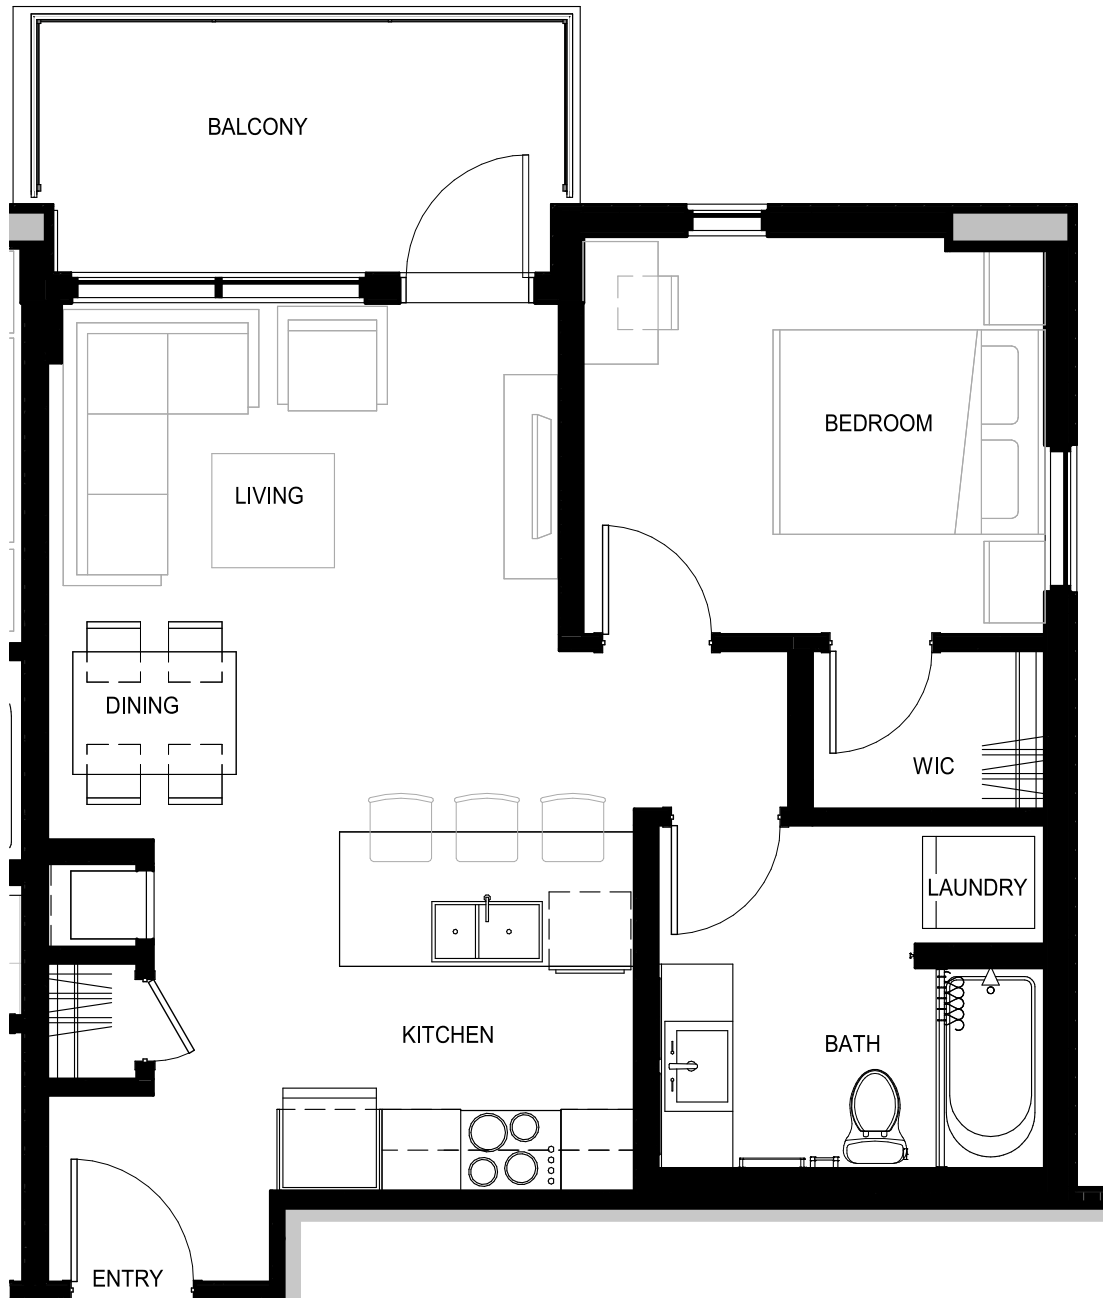 BALCONY
BEDROOM
LIVING
DINING
WIC
LAUNDRY
KITCHEN
BATH
ENTRY